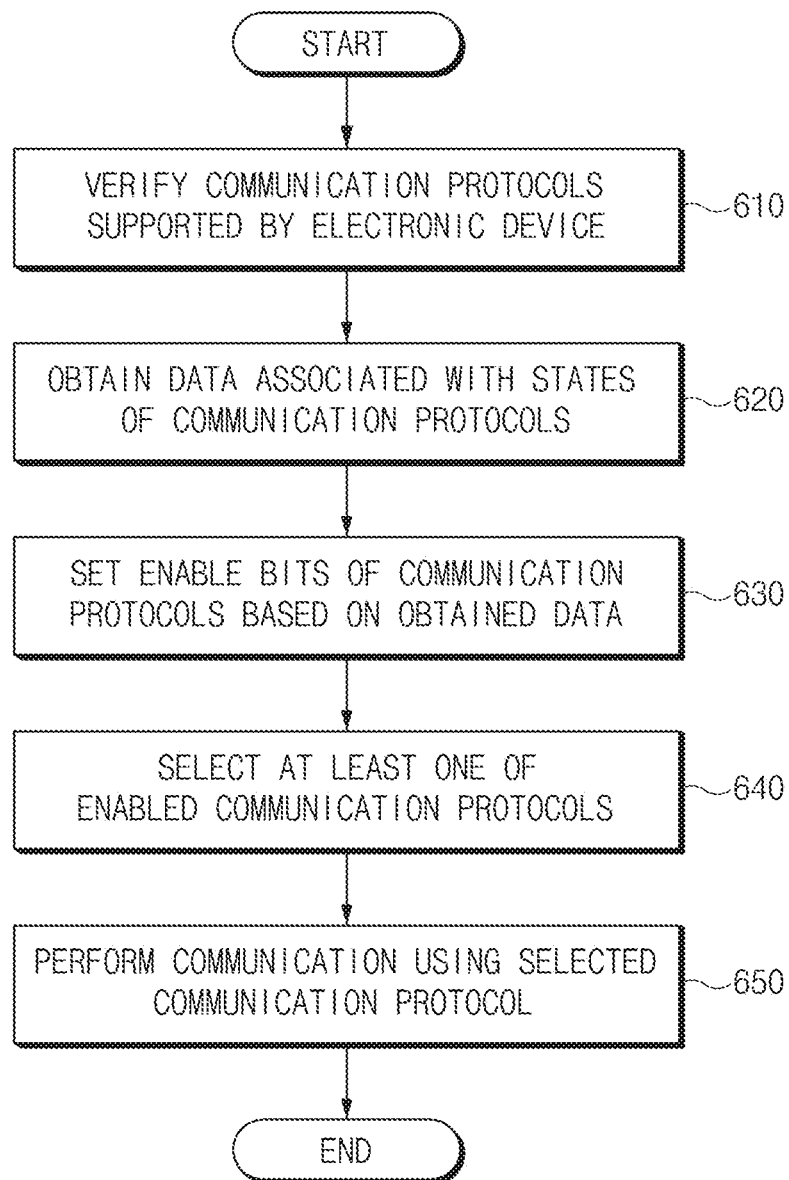 START
VERIFY COMMUNICATION PROTOCOLS
SUPPORTED BY ELECTRONIC DEVICE
610
OBTAIN DATA ASSOCIATED WITH STATES
OF COMMUNICATION PROTOCOLS
620
SET ENABLE BITS OF COMMUNICATION
PROTOCOLS BASED ON OBTAINED DATA
630
SELECT AT LEAST ONE OF
ENABLED COMMUNICATION PROTOCOLS
640
PERFORM COMMUNICATION USING SELECTED
COMMUNICATION PROTOCOL
650
END